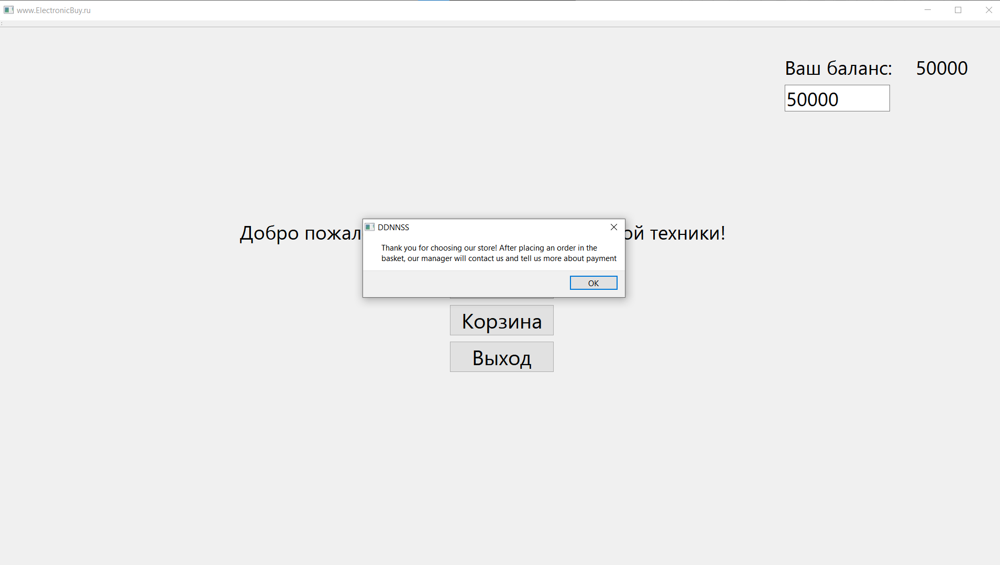 www.ElectronicBuy.ru
Ваш баланс: 50000
50000
Добро ой техники!
DDNNSS
Thank you for choosing our store! After placing an order in the
basket, our manager will contact us and tell us more about payment
OK
Корзина
Выход